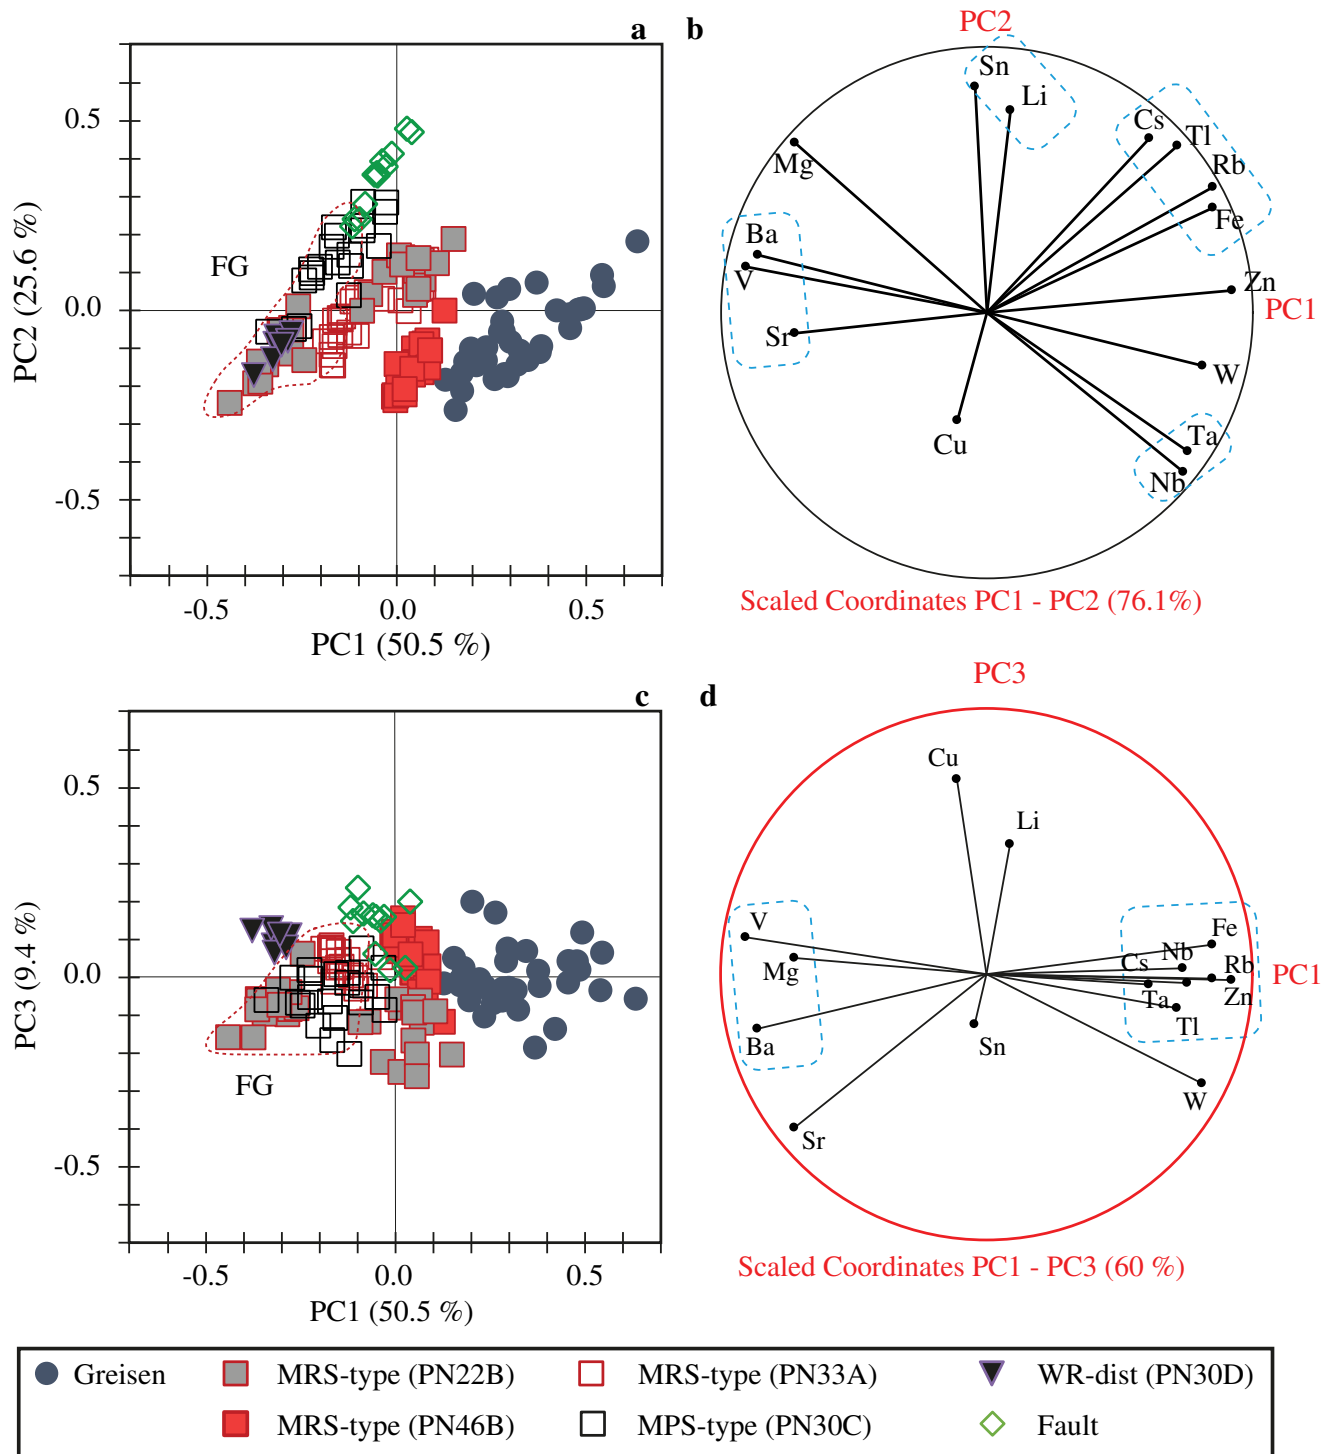 a
PC2 (25.6 %)
0.5
0.0
-0.5
FG
-0.5
0.0
0.5
PC1 (50.5 %)
b
PC2
Sn
Li
Cs
Tl
Rb
Fe
Mg
Ba
V
Sr
Zn
PC1
W
Ta
Nb
Cu
Scaled Coordinates PC1 - PC2 (76.1%)
c
PC3 (9.4 %)
0.5
0.0
-0.5
FG
-0.5
0.0
0.5
PC1 (50.5 %)
d
PC3
Cu
Li
V
Mg
Ba
Sr
Sn
Fe
Nb
Cs
Rb
Zn
Ta
Tl
W
PC1
Scaled Coordinates PC1 - PC3 (60 %)
Greisen
MRS-type (PN22B)
MRS-type (PN33A)
WR-dist (PN30D)
MRS-type (PN46B)
MPS-type (PN30C)
Fault